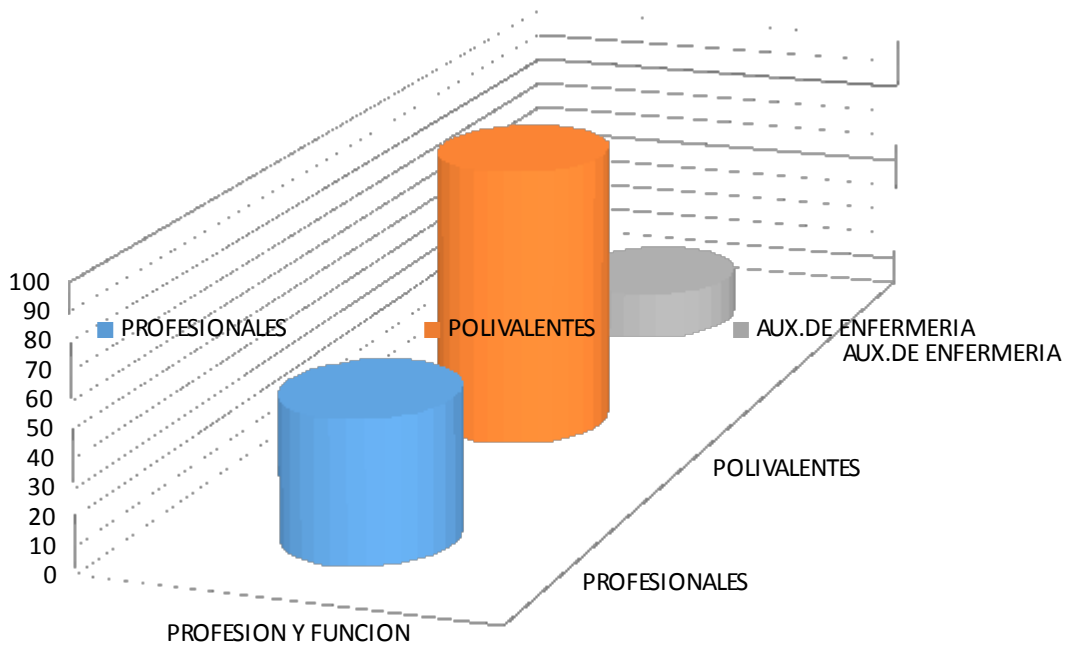 100
90
80
70
60
50
40
30
20
10
0
PROFESIONALES
POLIVALENTES
AUX.DE ENFERMERIA
AUX.DE ENFERMERIA
POLIVALENTES
PROFESIONALES
PROFESION Y FUNCION